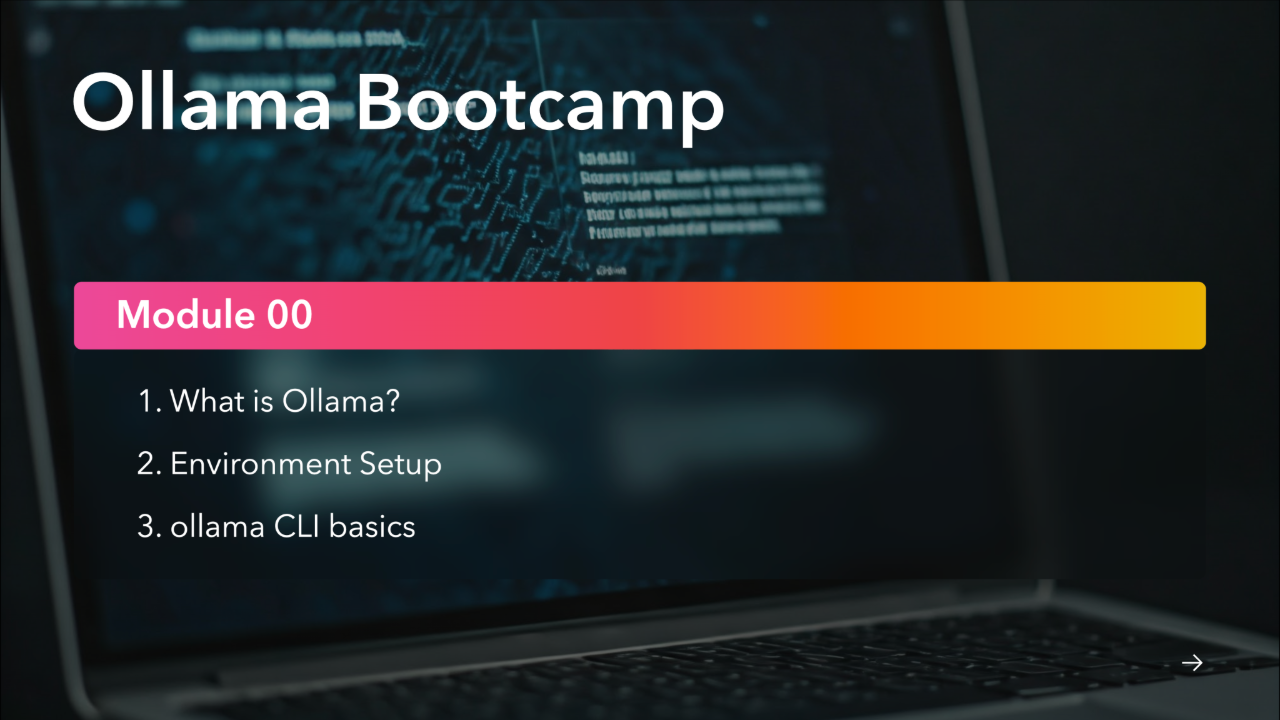 Ollama Bootcamp
Module 00
1. What is Ollama?
2. Environment Setup
3. ollama CLI basics